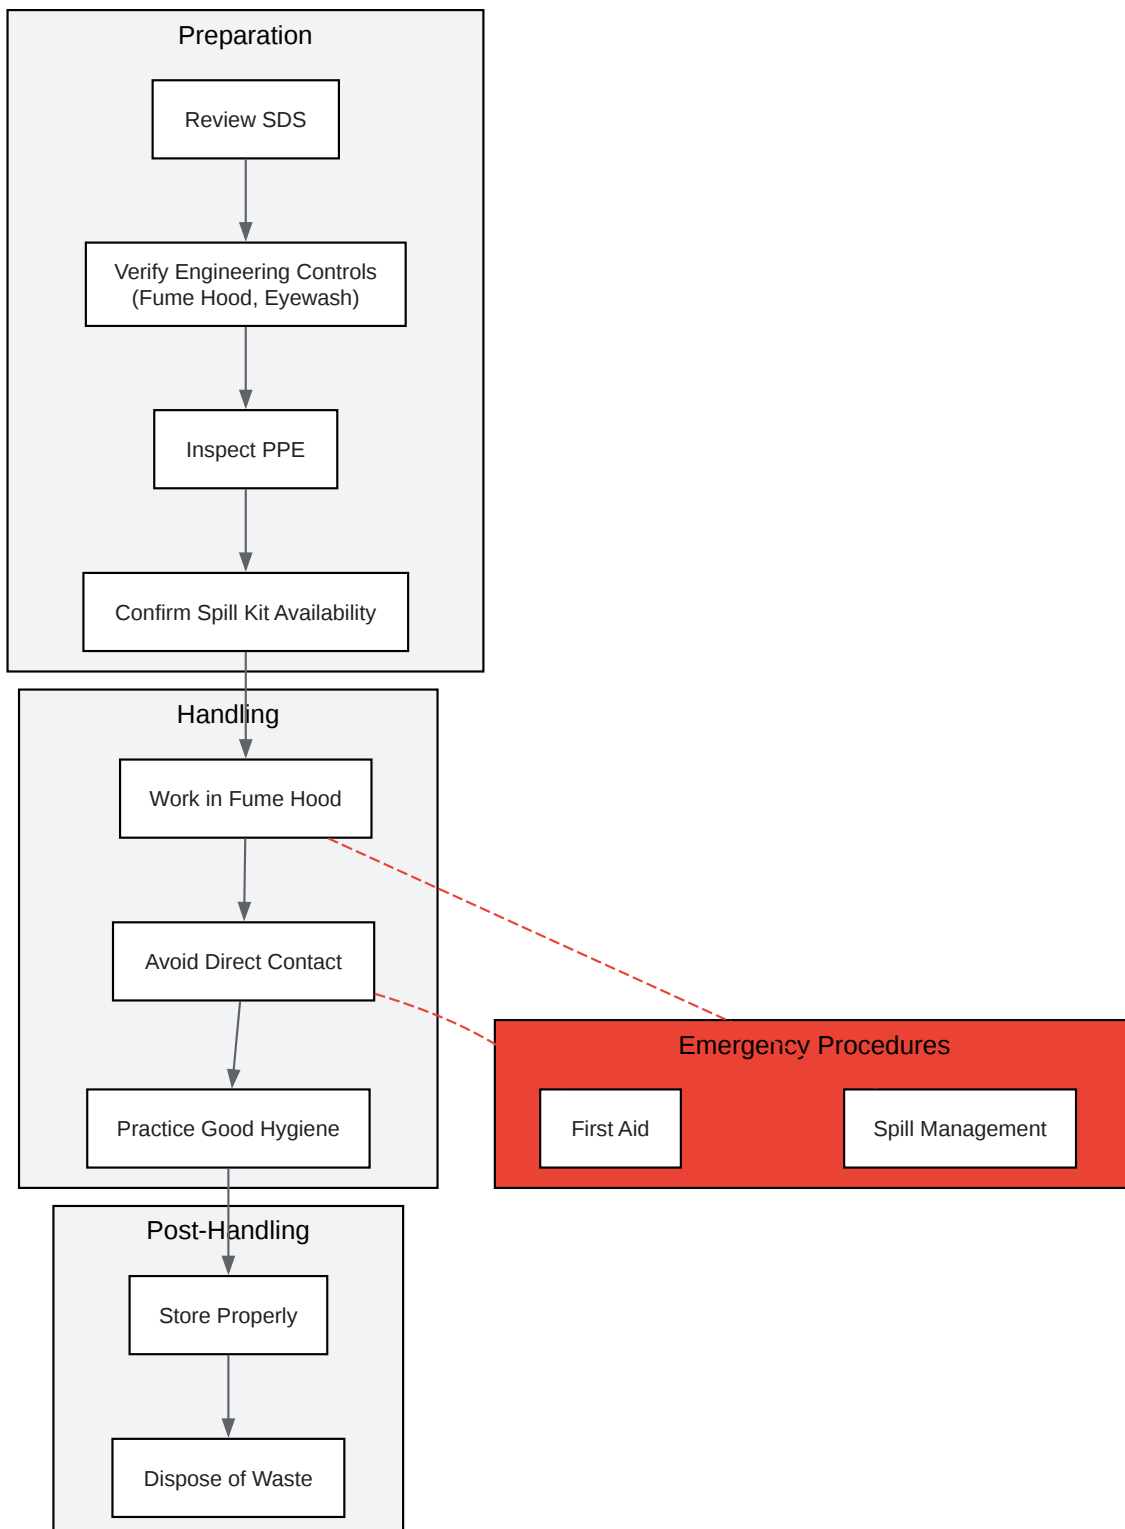 Preparation
Review SDS
Verify Engineering Controls
(Fume Hood, Eyewash)
Inspect PPE
Confirm Spill Kit Availability
Handling
Work in Fume Hood
Avoid Direct Contact
Practice Good Hygiene
Emergency Procedures
First Aid
Spill Management
Post-Handling
Store Properly
Dispose of Waste